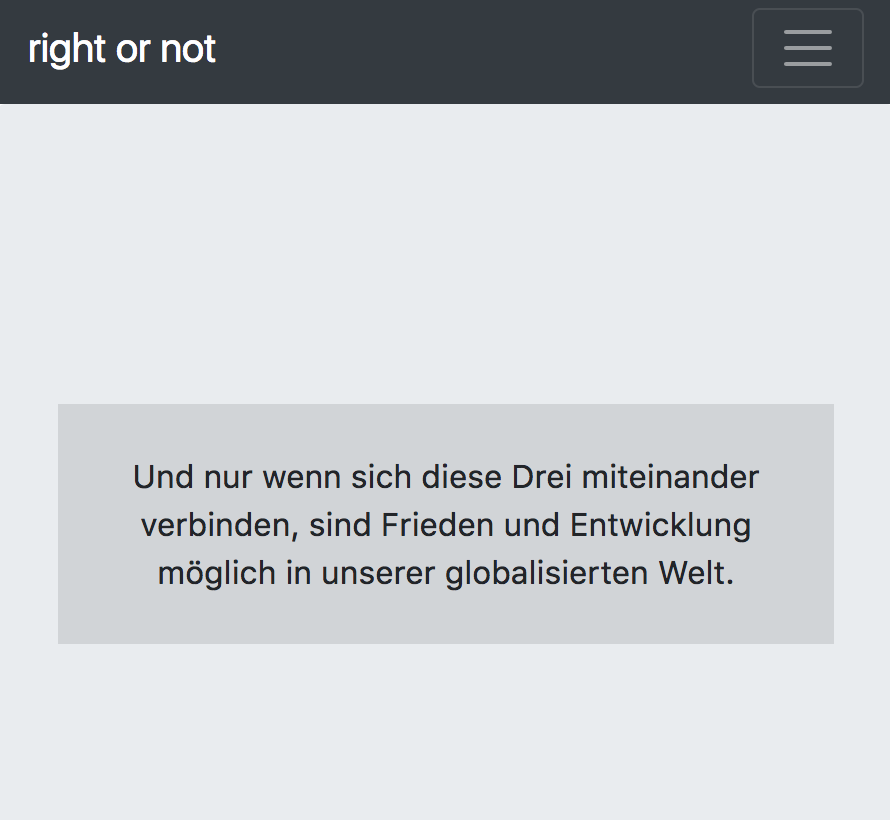 right or not
Und nur wenn sich diese Drei miteinander
verbinden, sind Frieden und Entwicklung
möglich in unserer globalisierten Welt.